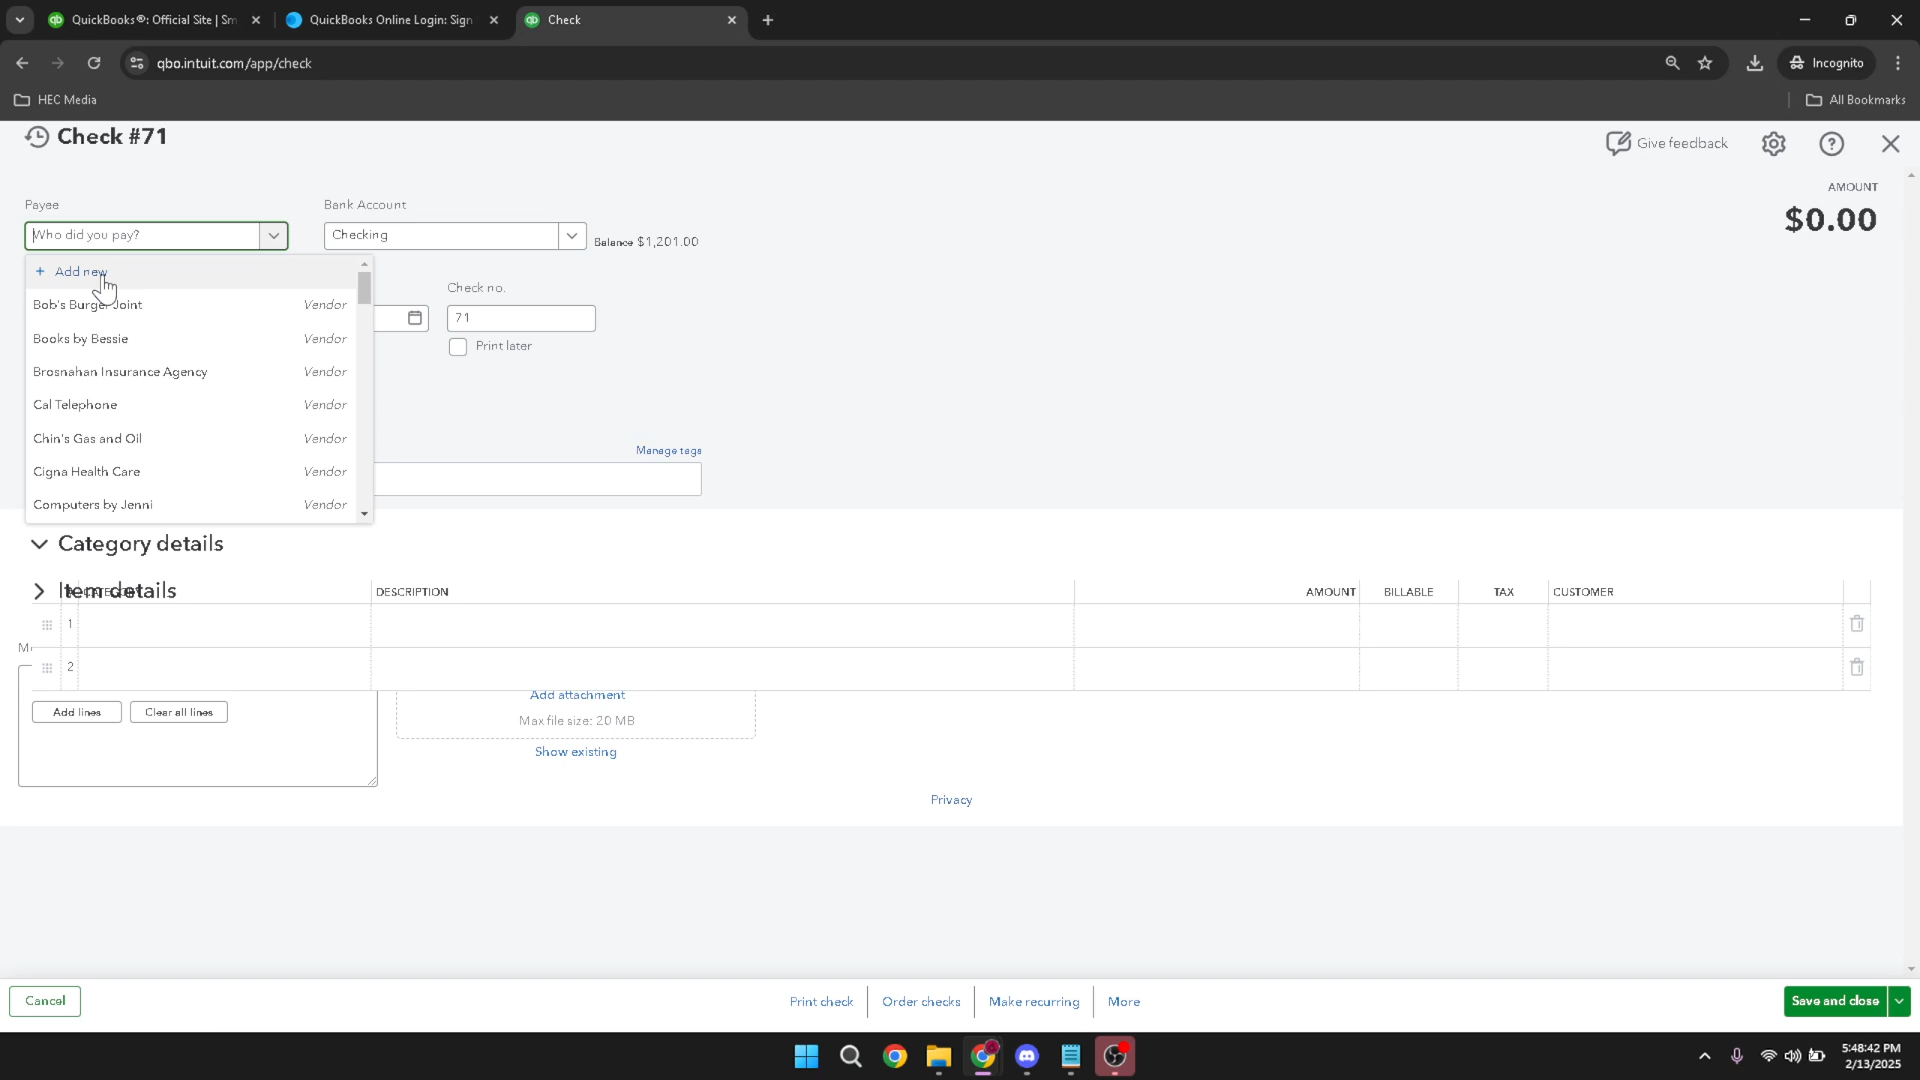 QuickBooks®: Official Site | Sm
QuickBooks Online Login: Sign
Check
qbo.intuit.com/app/check
Incognito
HEC Media
All Bookmarks
Check #71
Give feedback
AMOUNT
$0.00
Payee
Bank Account
Who did you pay?
Checking
Balance $1,201.00
+ Add new
Check no.
71
Print later
Bob's Burger Joint Vendor
Books by Bessie Vendor
Brosnahan Insurance Agency Vendor
Cal Telephone Vendor
Chin's Gas and Oil Vendor
Manage tags
Cigna Health Care Vendor
Computers by Jenni Vendor
Category details
Item details
# CATEGORY DESCRIPTION AMOUNT BILLABLE TAX CUSTOMER
1
2
Add lines
Clear all lines
Add attachment
Max file size: 20 MB
Show existing
Privacy
Cancel
Print check
Order checks
Make recurring
More
Save and close
5:48:42 PM
2/13/2025